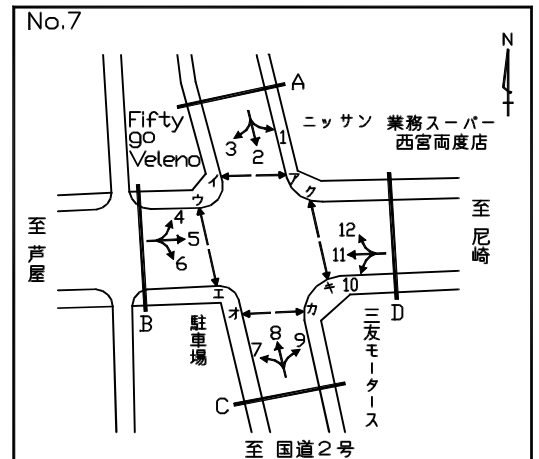 No.7
N
A
Fifty
go
Veleno
ニッサン
業務スーパー
西宮両度店
1
2
3
ア
イ
ウ
ク
至芦屋
4
5
6
12
11
10
至尼崎
エ
オ
カ
キ
B
D
駐車場
7
8
9
三友モータース
C
至 国道2号